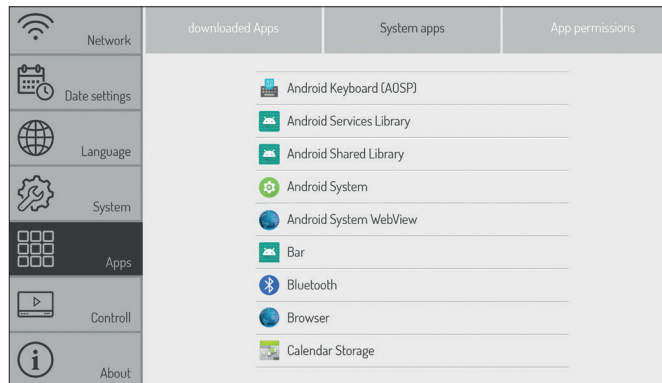 Network
Date settings
Language
System
Apps
Controll
About
downloaded Apps
System apps
App permissions
Android Keyboard (AOSP)
Android Services Library
Android Shared Library
Android System
Android System WebView
Bar
Bluetooth
Browser
Calendar Storage